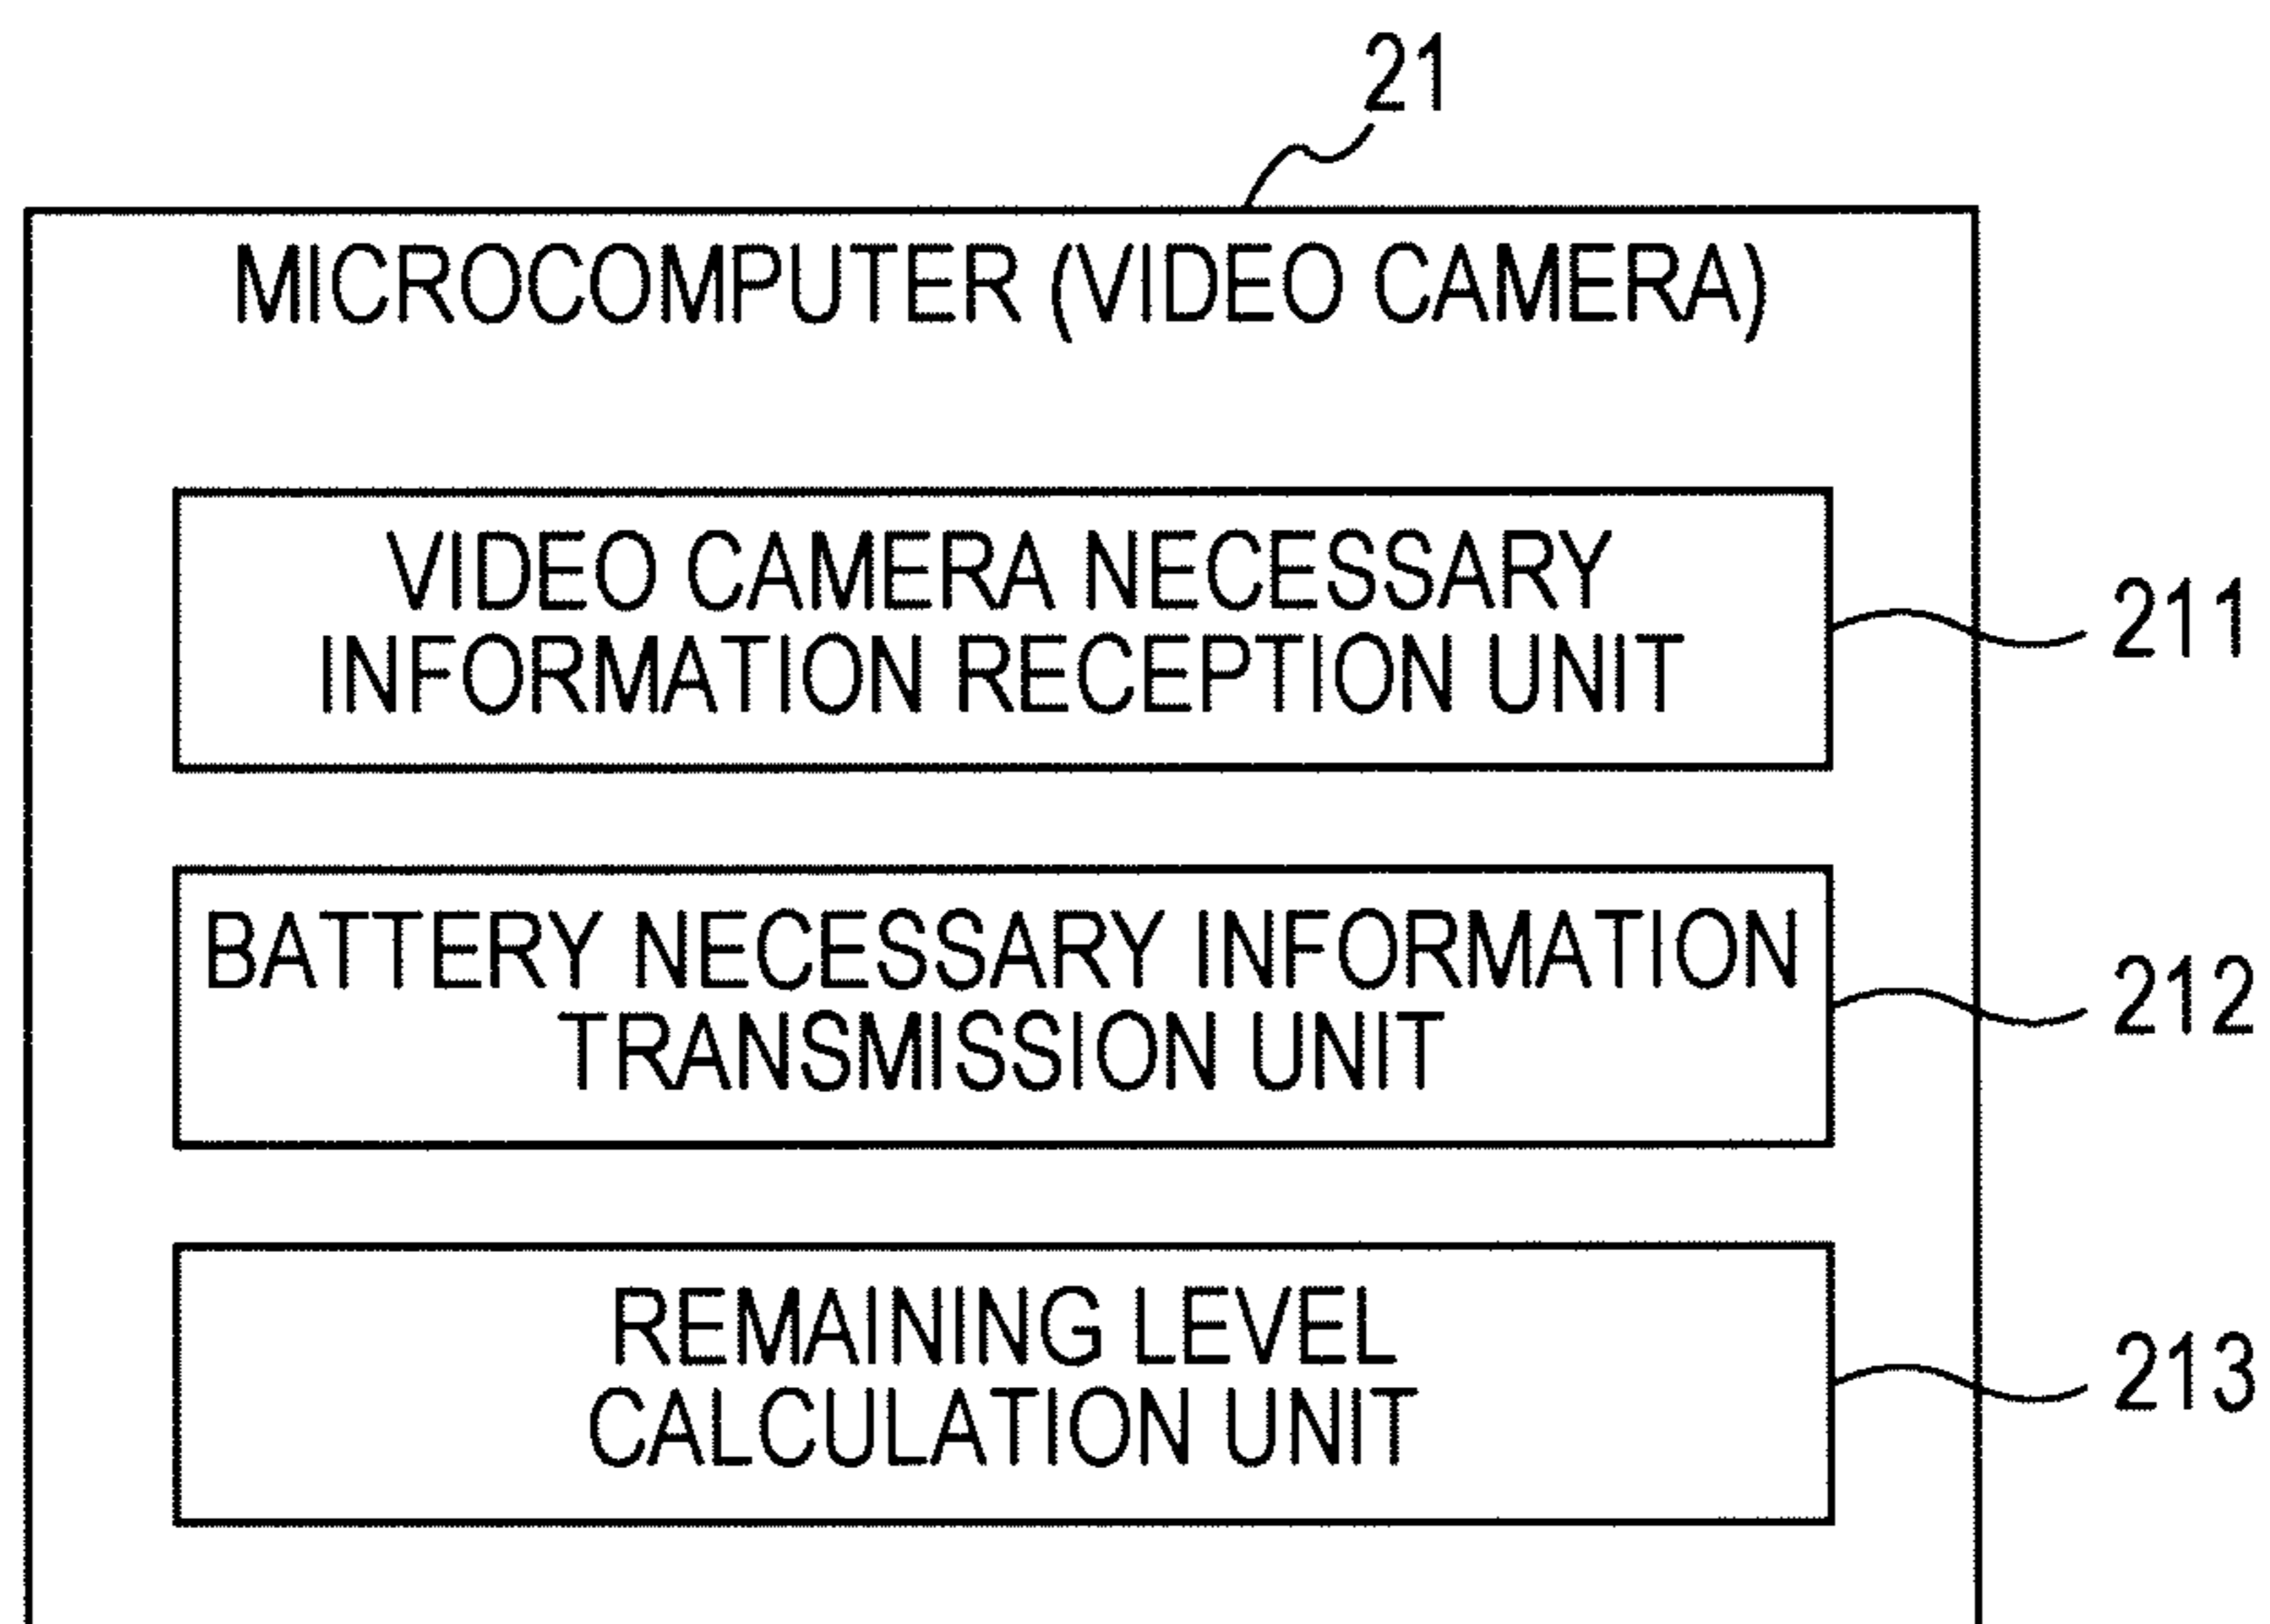 21
MICROCOMPUTER (VIDEO CAMERA)
VIDEO CAMERA NECESSARY
INFORMATION RECEPTION UNIT
211
BATTERY NECESSARY INFORMATION
TRANSMISSION UNIT
212
REMAINING LEVEL
CALCULATION UNIT
213